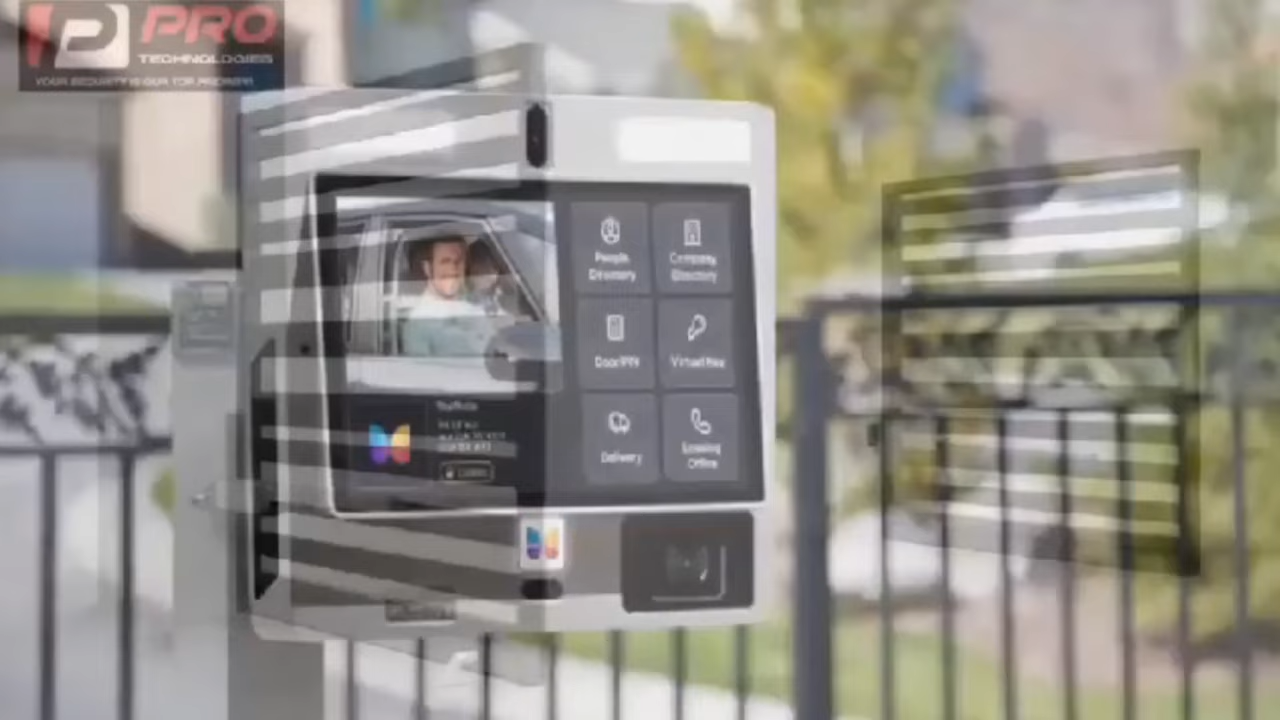 PRO
TECHNOLOGIES
YOUR SECURITY IS OUR TOP PRIORITY
People
Directory
Company
Directory
Door PIN
Virtual Key
Delivery
Leasing
Office